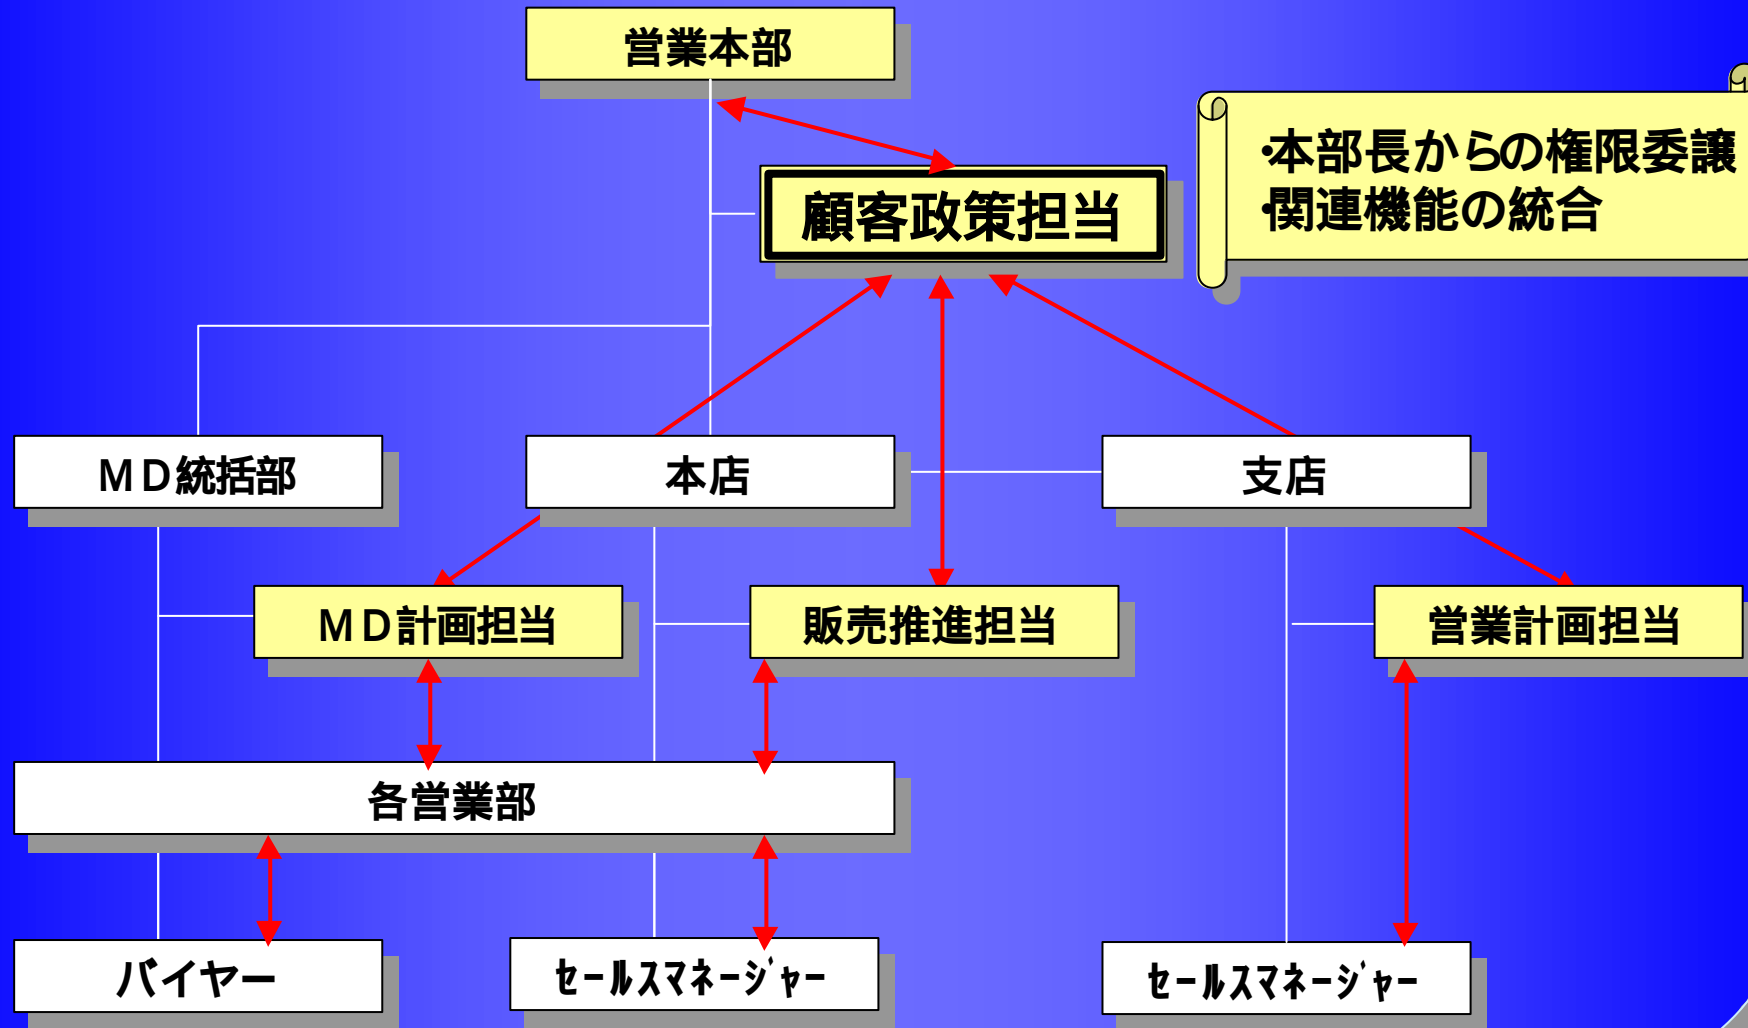 営業本部
・本部長からの権限委譲
・関連機能の統合
顧客政策担当
ＭＤ統括部
本店
支店
ＭＤ計画担当
販売推進担当
営業計画担当
各営業部
バイヤー
ｾｰﾙｽﾏﾈｰｼﾞｬｰ
ｾｰﾙｽﾏﾈｰｼﾞｬｰ